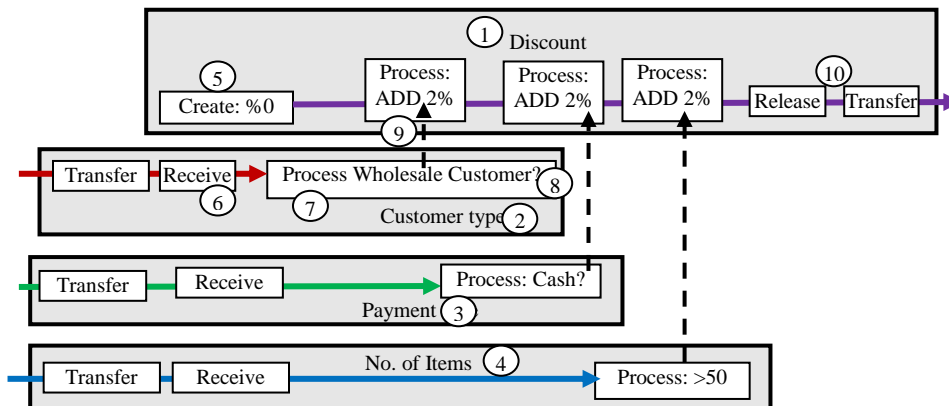 1
Discount
5
Create: %0
Process:
ADD 2%
Process:
ADD 2%
Process:
ADD 2%
10
Release
Transfer
9
Transfer
Receive
Process Wholesale Customer?
8
6
7
Customer type
2
Transfer
Receive
Process: Cash?
Payment
3
No. of Items
4
Transfer
Receive
Process: >50